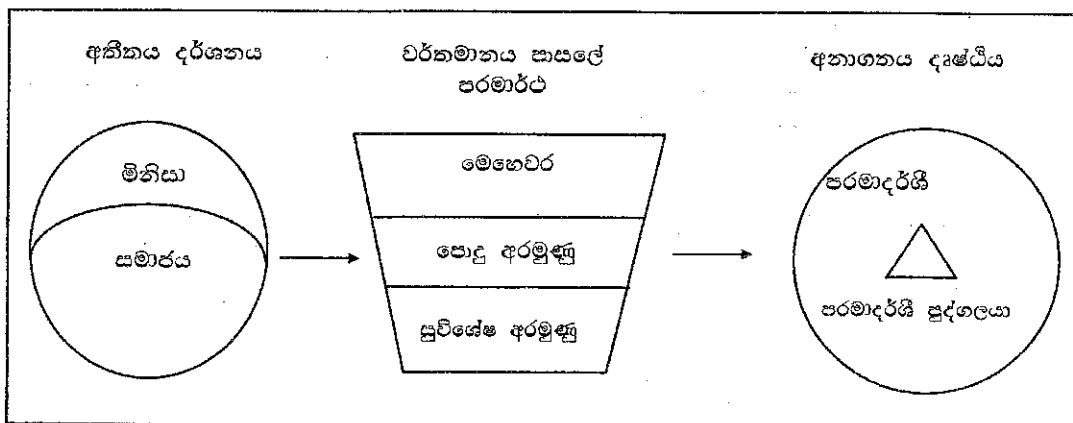 අතීතය දර්ශනය
වර්තමානය පාසලේ
පරමාර්ථ
අනාගතය දෘෂ්ඨිය
මිනිසා
සමාජය
මෙහෙවර
පොදු අරමුණු
සුවිශේෂ අරමුණු
පරමාදර්ශී
පරමාදර්ශී පුද්ගලයා